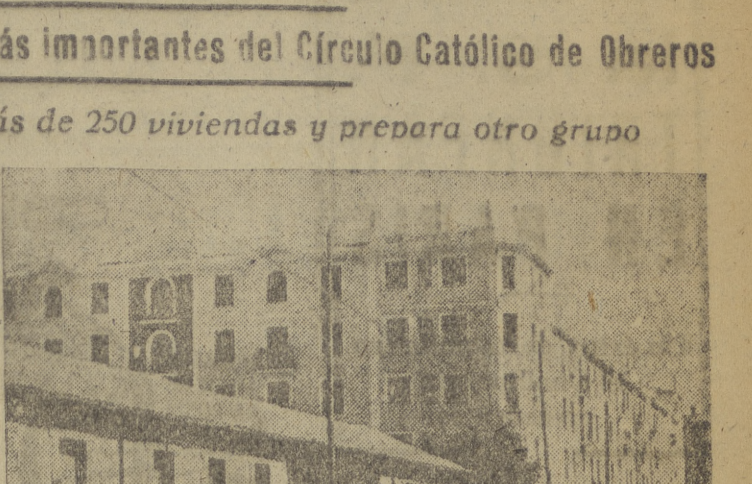 ás importantes del Círculo Católico de Obreros
ás de 250 viviendas y prepara otro grupo